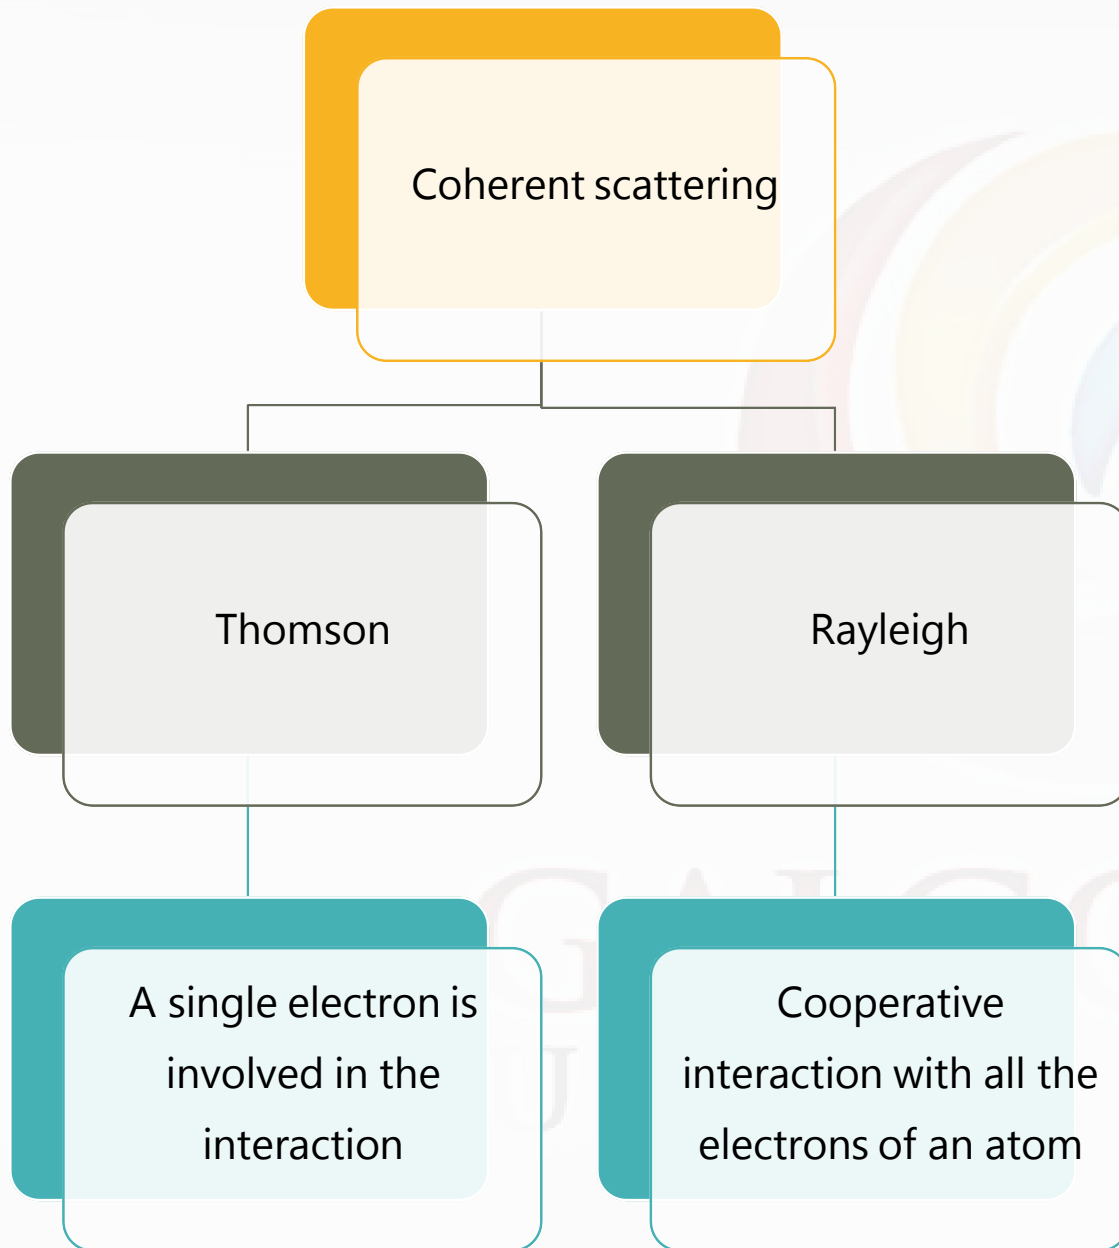 Coherent scattering
Thomson
Rayleigh
A single electron is
involved in the
interaction
Cooperative
interaction with all the
electrons of an atom